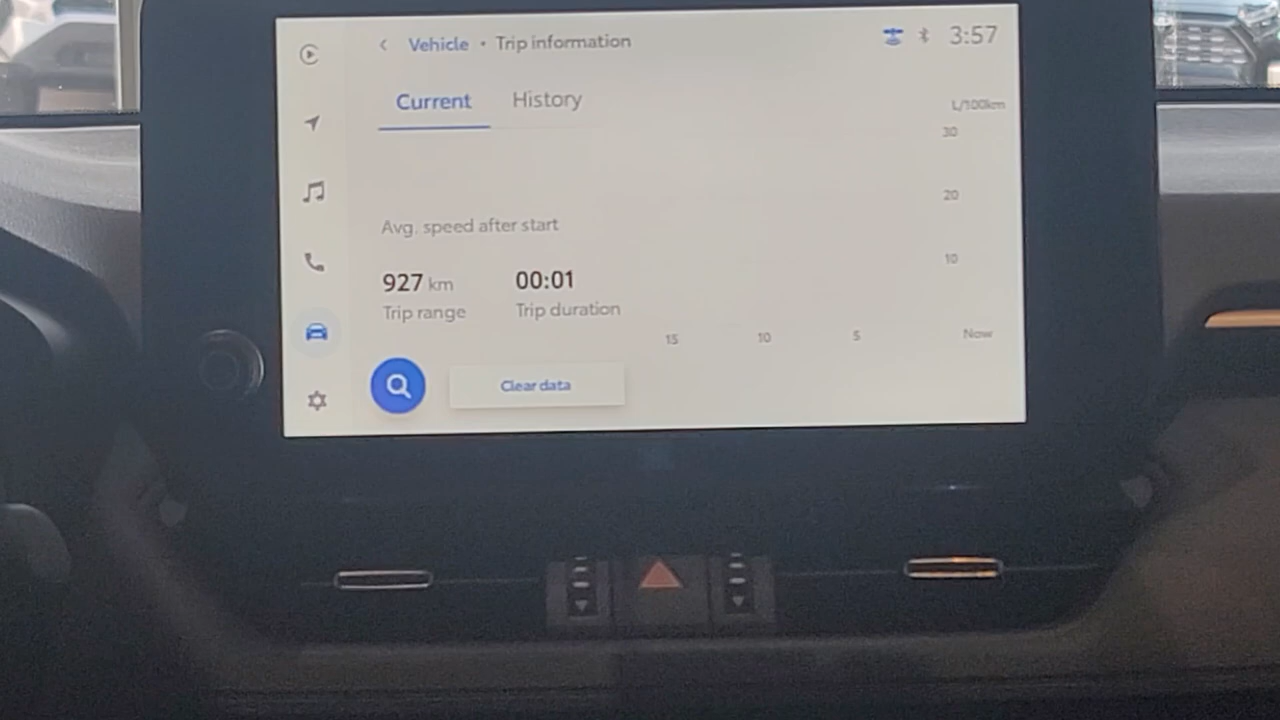 Vehicle • Trip information
3:57
Current
History
L/100km
30
20
10
Avg. speed after start
927 km
00:01
Trip range
Trip duration
15
10
5
Now
Clear data